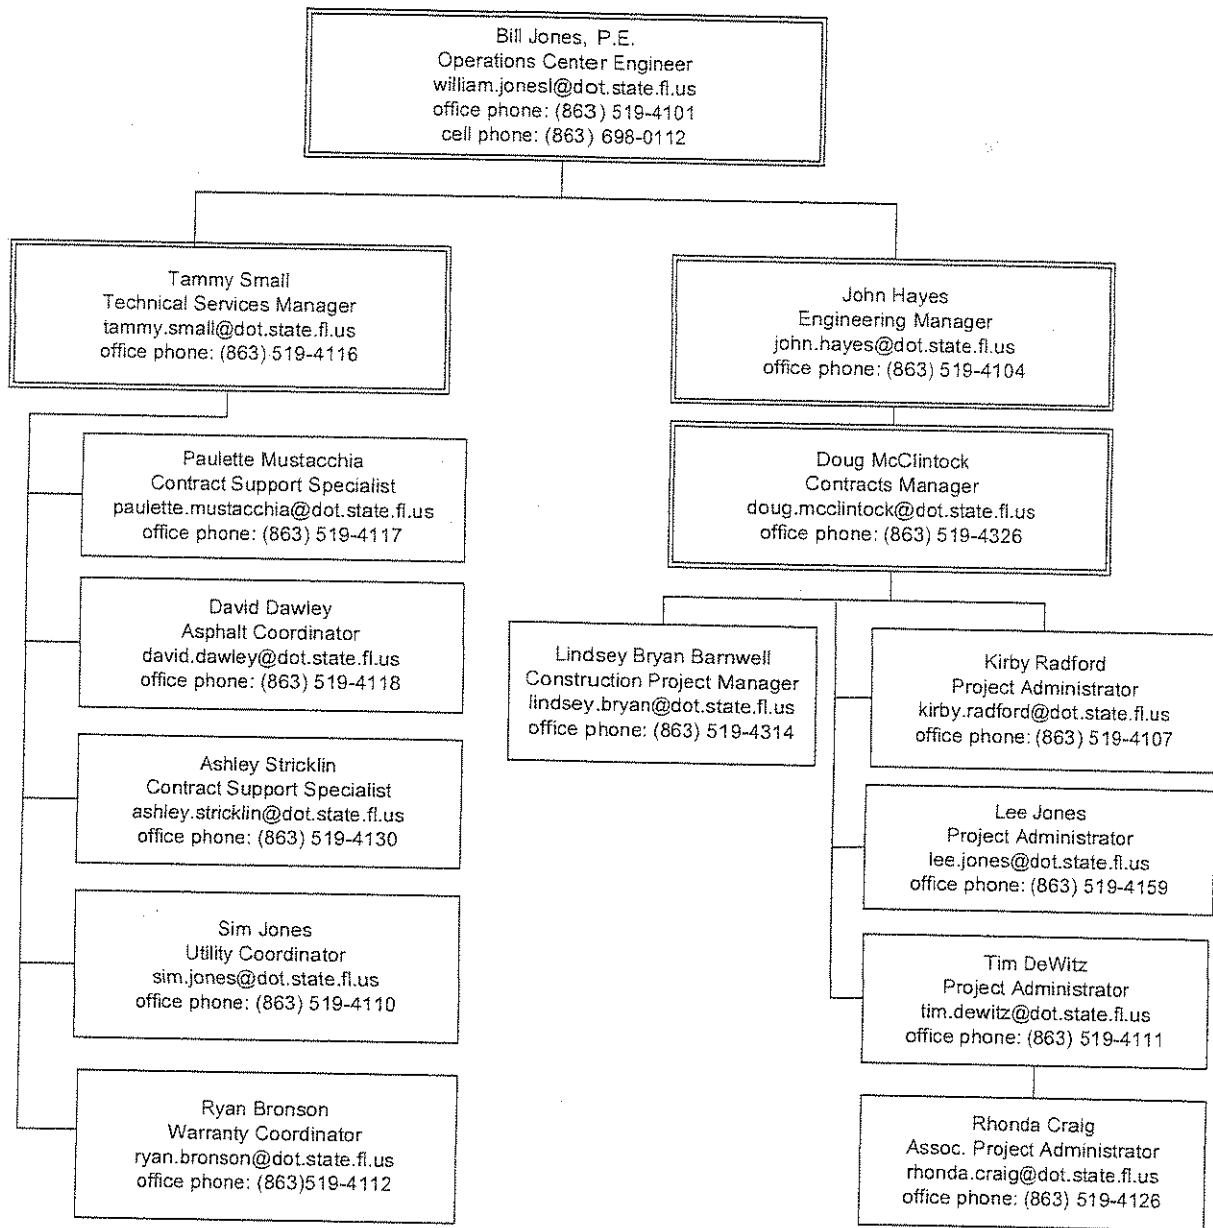 Bill Jones, P.E.
Operations Center Engineer
william.jonesl@dot.state.fl.us
office phone: (863) 519-4101
cell phone: (863) 698-0112
Tammy Small
Technical Services Manager
tammy.small@dot.state.fl.us
office phone: (863) 519-4116
John Hayes
Engineering Manager
john.hayes@dot.state.fl.us
office phone: (863) 519-4104
Paulette Mustacchia
Contract Support Specialist
paulette.mustacchia@dot.state.fl.us
office phone: (863) 519-4117
David Dawley
Asphalt Coordinator
david.dawley@dot.state.fl.us
office phone: (863) 519-4118
Ashley Stricklin
Contract Support Specialist
ashley.stricklin@dot.state.fl.us
office phone: (863) 519-4130
Sim Jones
Utility Coordinator
sim.jones@dot.state.fl.us
office phone: (863) 519-4110
Ryan Bronson
Warranty Coordinator
ryan.bronson@dot.state.fl.us
office phone: (863)519-4112
Doug McClintock
Contracts Manager
doug.mcclintock@dot.state.fl.us
office phone: (863) 519-4326
Lindsey Bryan Barnwell
Construction Project Manager
lindsey.bryan@dot.state.fl.us
office phone: (863) 519-4314
Kirby Radford
Project Administrator
kirby.radford@dot.state.fl.us
office phone: (863) 519-4107
Lee Jones
Project Administrator
lee.jones@dot.state.fl.us
office phone: (863) 519-4159
Tim DeWitz
Project Administrator
tim.dewitz@dot.state.fl.us
office phone: (863) 519-4111
Rhonda Craig
Assoc. Project Administrator
rhonda.craig@dot.state.fl.us
office phone: (863) 519-4126